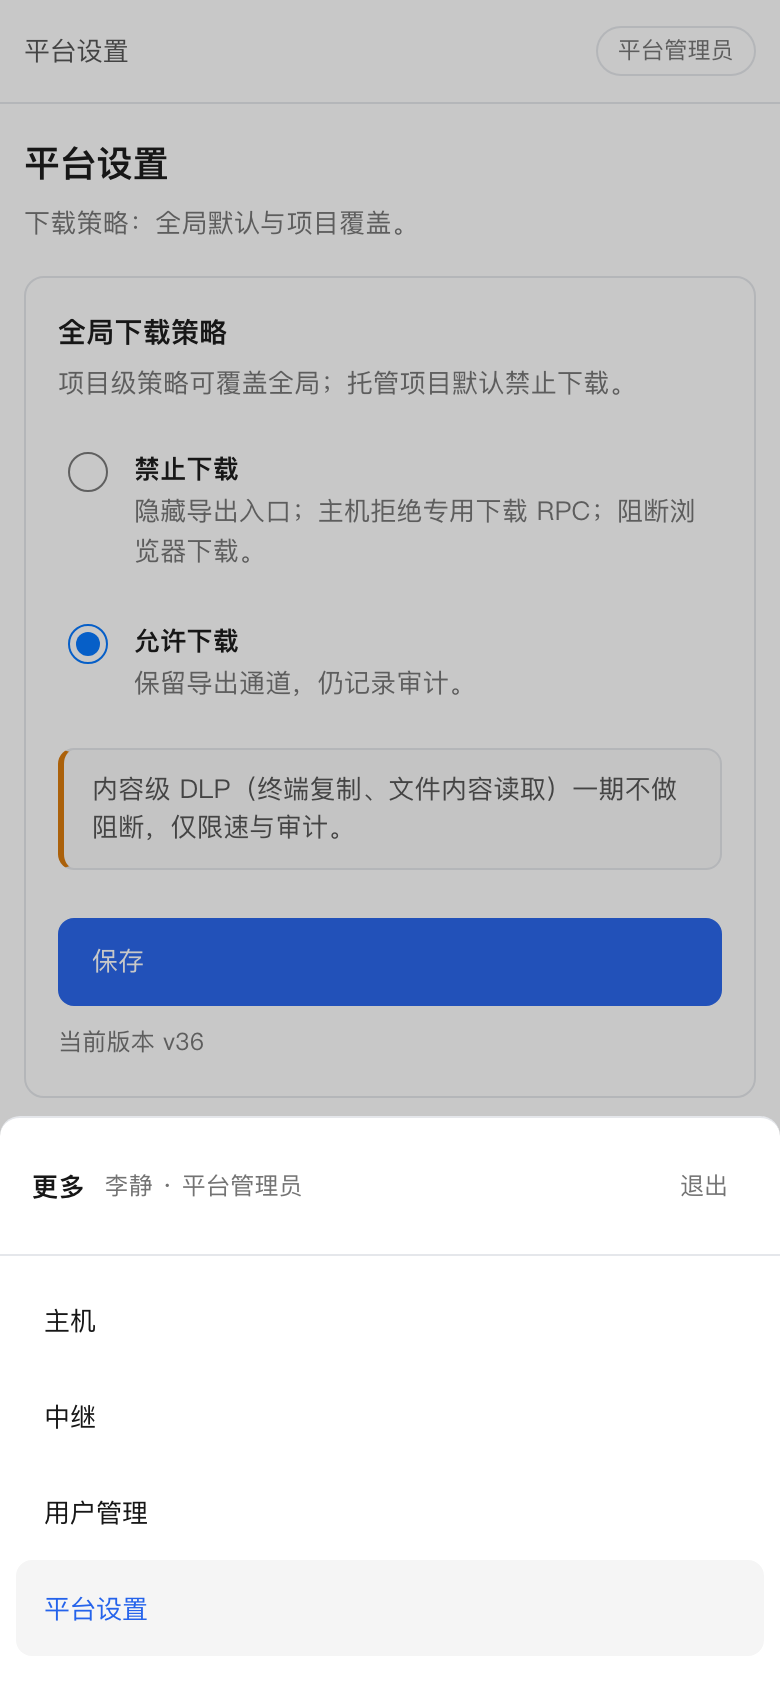 平台设置
平台管理员
平台设置
下载策略：全局默认与项目覆盖。
全局下载策略
项目级策略可覆盖全局；托管项目默认禁止下载。
禁止下载
隐藏导出入口；主机拒绝专用下载 RPC；阻断浏
览器下载。
允许下载
保留导出通道，仍记录审计。
内容级 DLP（终端复制、文件内容读取）一期不做
阻断，仅限速与审计。
保存
当前版本 v36
更多 李静 · 平台管理员
退出
主机
中继
用户管理
平台设置